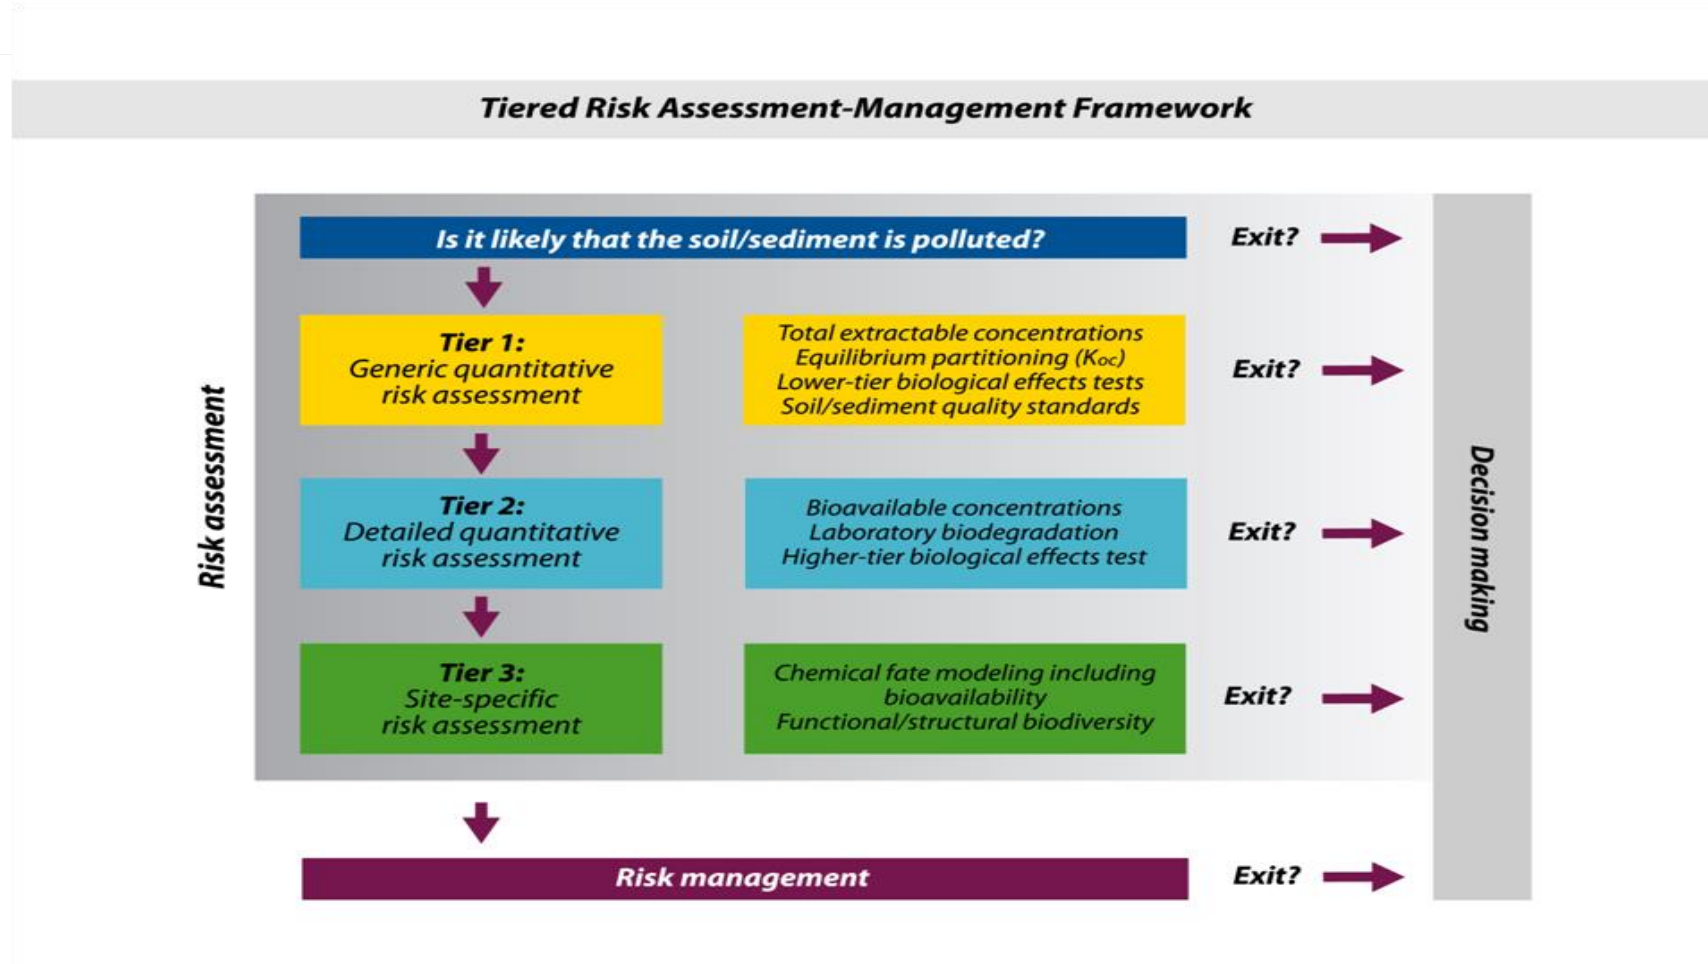 Tiered Risk Assessment-Management Framework
Is it likely that the soil/sediment is polluted?
Exit?
Tier 1:
Generic quantitative
risk assessment
Total extractable concentrations
Equilibrium partitioning (Koc)
Lower-tier biological effects tests
Soil/sediment quality standards
Exit?
Risk assessment
Tier 2:
Detailed quantitative
risk assessment
Bioavailable concentrations
Laboratory biodegradation
Higher-tier biological effects test
Exit?
Decision making
Tier 3:
Site-specific
risk assessment
Chemical fate modeling including
bioavailability
Functional/structural biodiversity
Exit?
Risk management
Exit?